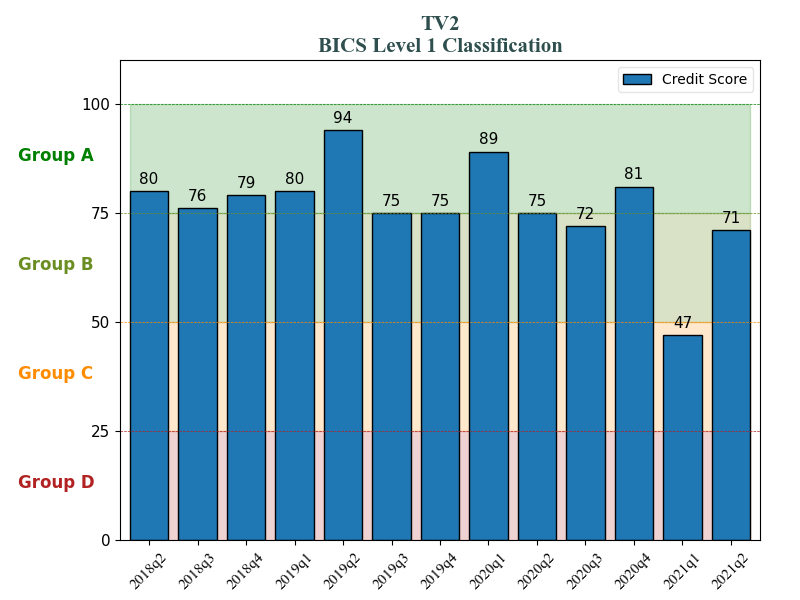 TV2
BICS Level 1 Classification
Credit Score
100
75
50
25
0
Group A
Group B
Group C
Group D
80
76
79
80
94
75
75
89
75
72
81
47
71
2018q2
2018q3
2018q4
2019q1
2019q2
2019q3
2019q4
2020q1
2020q2
2020q3
2020q4
2021q1
2021q2